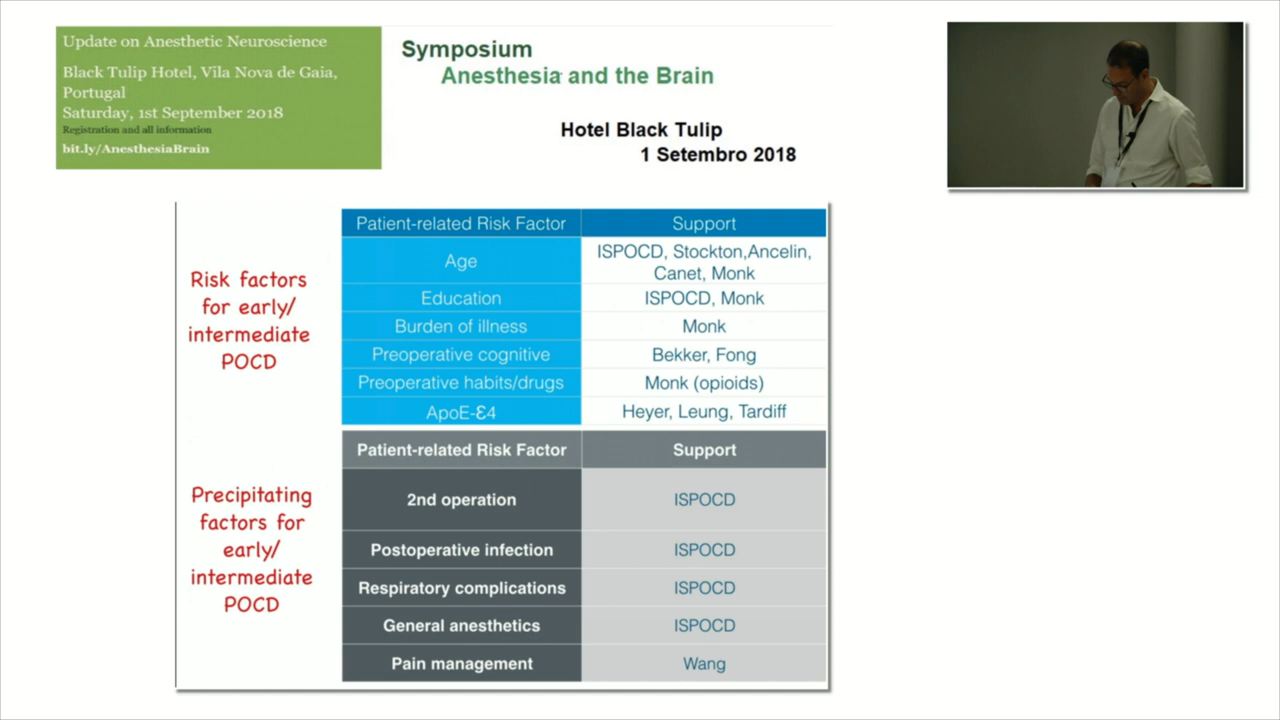 Update on Anesthetic Neuroscience
Black Tulip Hotel, Vila Nova de Gaia,
Portugal
Saturday, 1st September 2018
Registration and all information
bit.ly/AnesthesiaBrain
Symposium
Anesthesia and the Brain
Hotel Black Tulip
1 Setembro 2018
Risk factors
for early/
intermediate
POCD
Patient-related Risk Factor Support
Age ISPOCD, Stockton,Ancelin,
Canet, Monk
Education ISPOCD, Monk
Burden of illness Monk
Preoperative cognitive Bekker, Fong
Preoperative habits/drugs Monk (opioids)
ApoE-Ɛ4 Heyer, Leung, Tardiff
Precipitating
factors for
early/
intermediate
POCD
Patient-related Risk Factor Support
2nd operation ISPOCD
Postoperative infection ISPOCD
Respiratory complications ISPOCD
General anesthetics ISPOCD
Pain management Wang